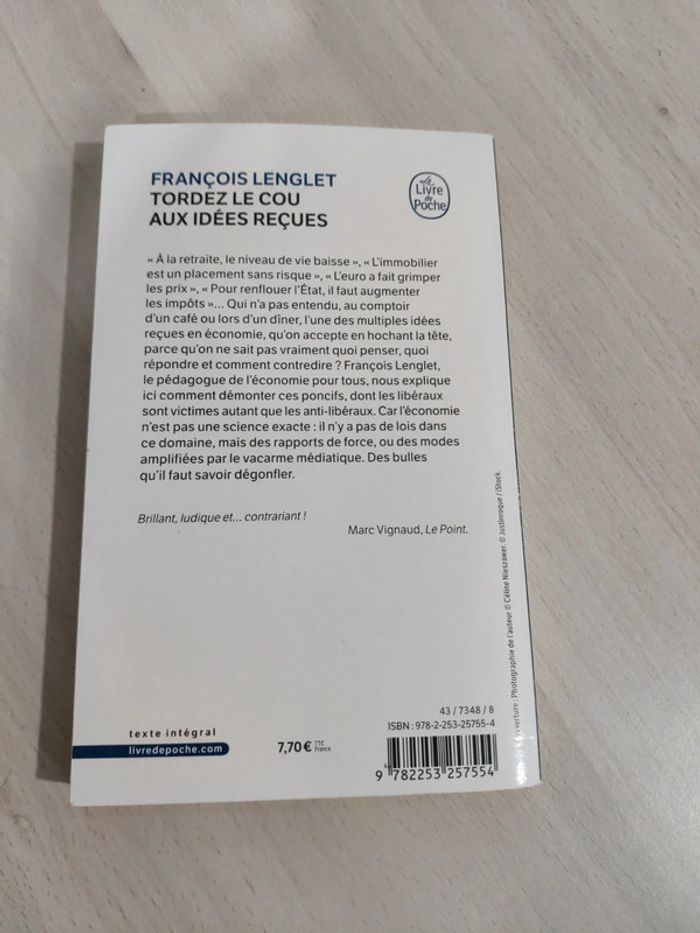 FRANÇOIS LENGLET
TORDEZ LE COU
AUX IDÉES REÇUES
Le
Livre
de
Poche
« À la retraite, le niveau de vie baisse », « L'immobilier
est un placement sans risque », « L'euro a fait grimper
les prix », « Pour renflouer l'État, il faut augmenter
les impôts »... Qui n'a pas entendu, au comptoir
d'un café ou lors d'un dîner, l'une des multiples idées
reçues en économie, qu'on accepte en hochant la tête,
parce qu'on ne sait pas vraiment quoi penser, quoi
répondre et comment contredire ? François Lenglet,
le pédagogue de l'économie pour tous, nous explique
ici comment démonter ces poncifs, dont les libéraux
sont victimes autant que les anti-libéraux. Car l'économie
n'est pas une science exacte : il n'y a pas de lois dans
ce domaine, mais des rapports de force, ou des modes
amplifiées par le vacarme médiatique. Des bulles
qu'il faut savoir dégonfler.
Brillant, ludique et... contrariant !
Marc Vignaud, Le Point.
: Photographie de l'auteur © Céline Nieszawer. © Justinroque / iStock.
43 / 7348 / 8
ISBN : 978-2-253-25755-4
texte intégral
livredepoche.com
7,70 € TTC
France
9 782253 257554